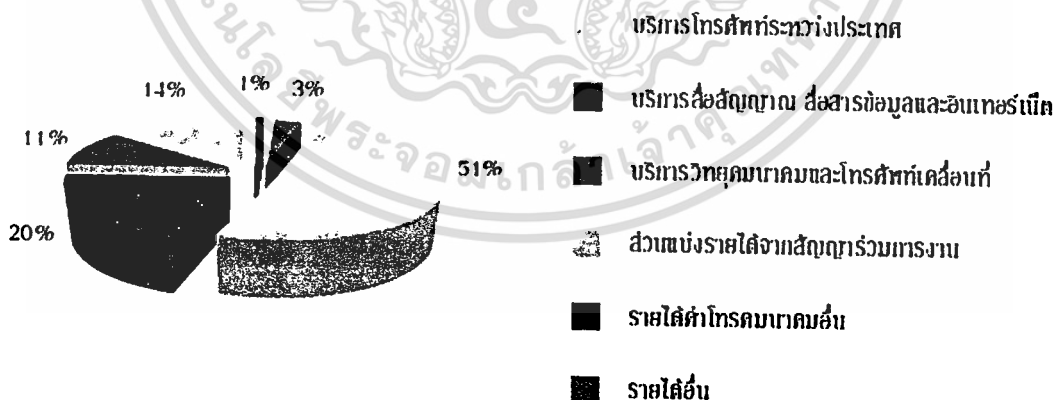 บริการโทรศัพท์ระหว่างประเทศ
14% 1% 3%
บริการสื่อสัญญาณ สื่อสารข้อมูลและอินเทอร์เน็ต
11%
51%
บริการวิทยุคมนาคมและโทรศัพท์เคลื่อนที่
20%
ส่วนแบ่งรายได้จากสัญญาร่วมการงาน
รายได้ค่าโทรคมนาคมอื่น
รายได้อื่น